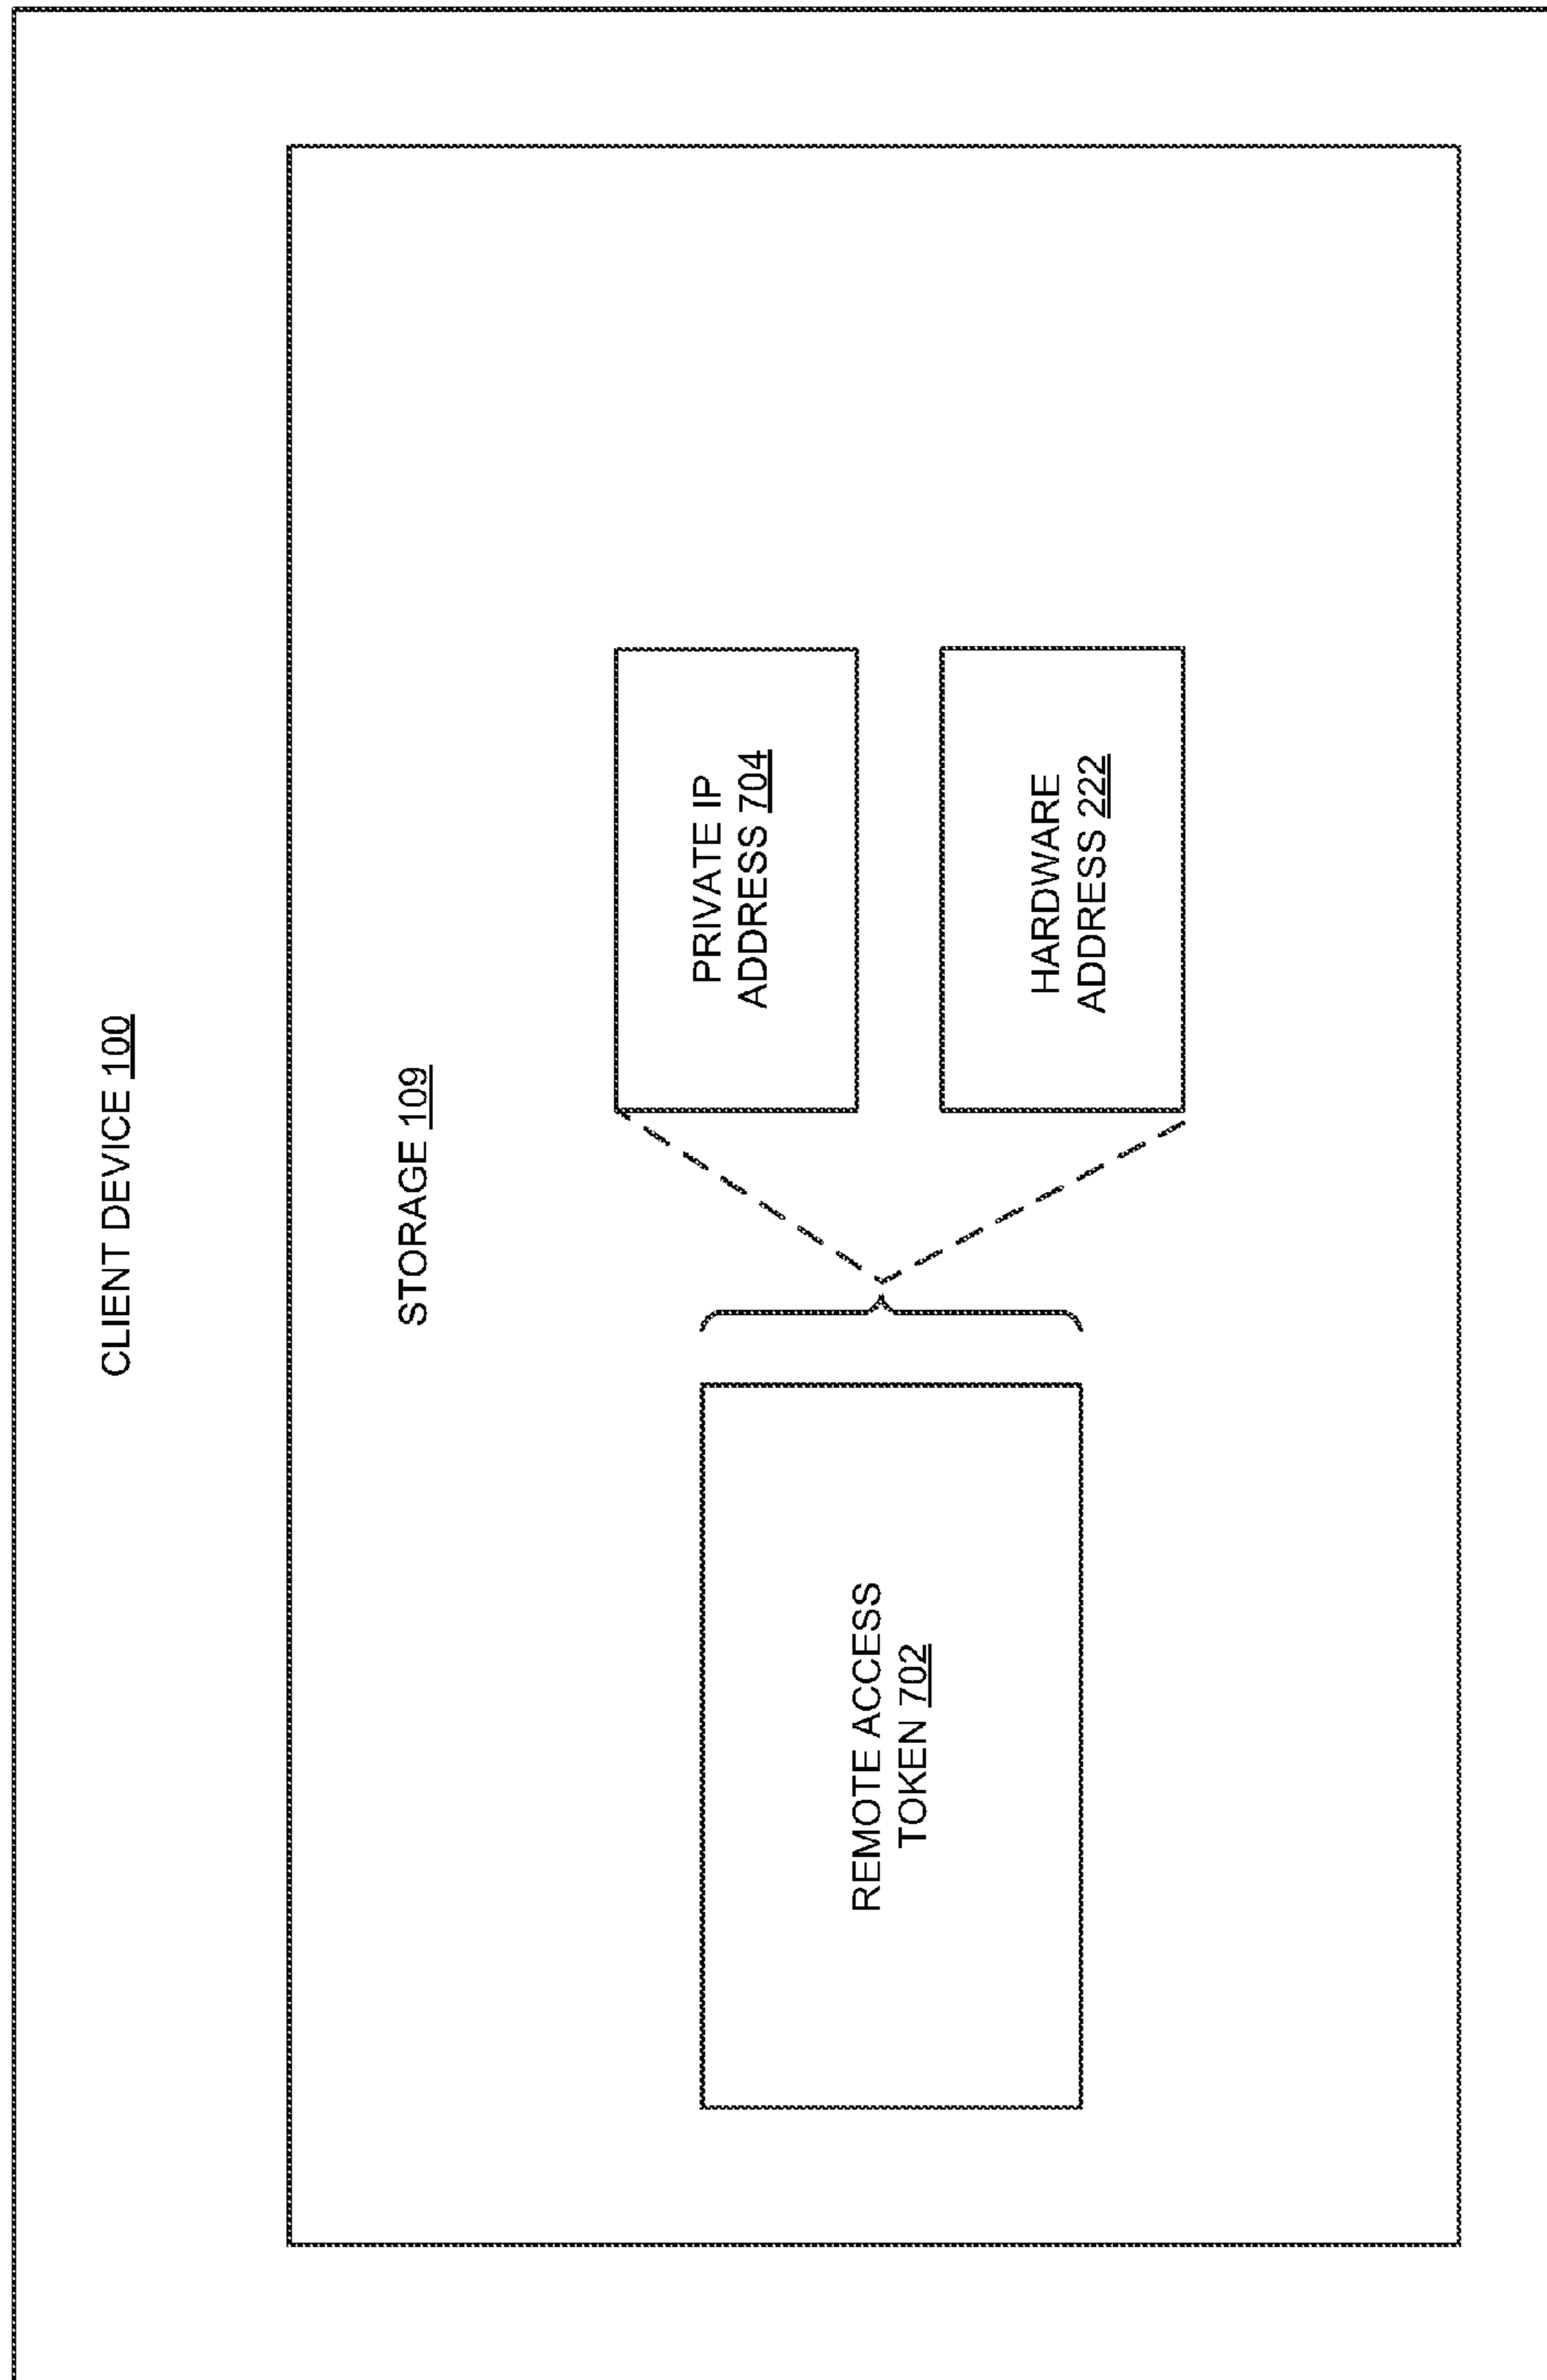 CLIENT DEVICE 100
STORAGE 109
REMOTE ACCESS
TOKEN 702
PRIVATE IP
ADDRESS 704
HARDWARE
ADDRESS 222